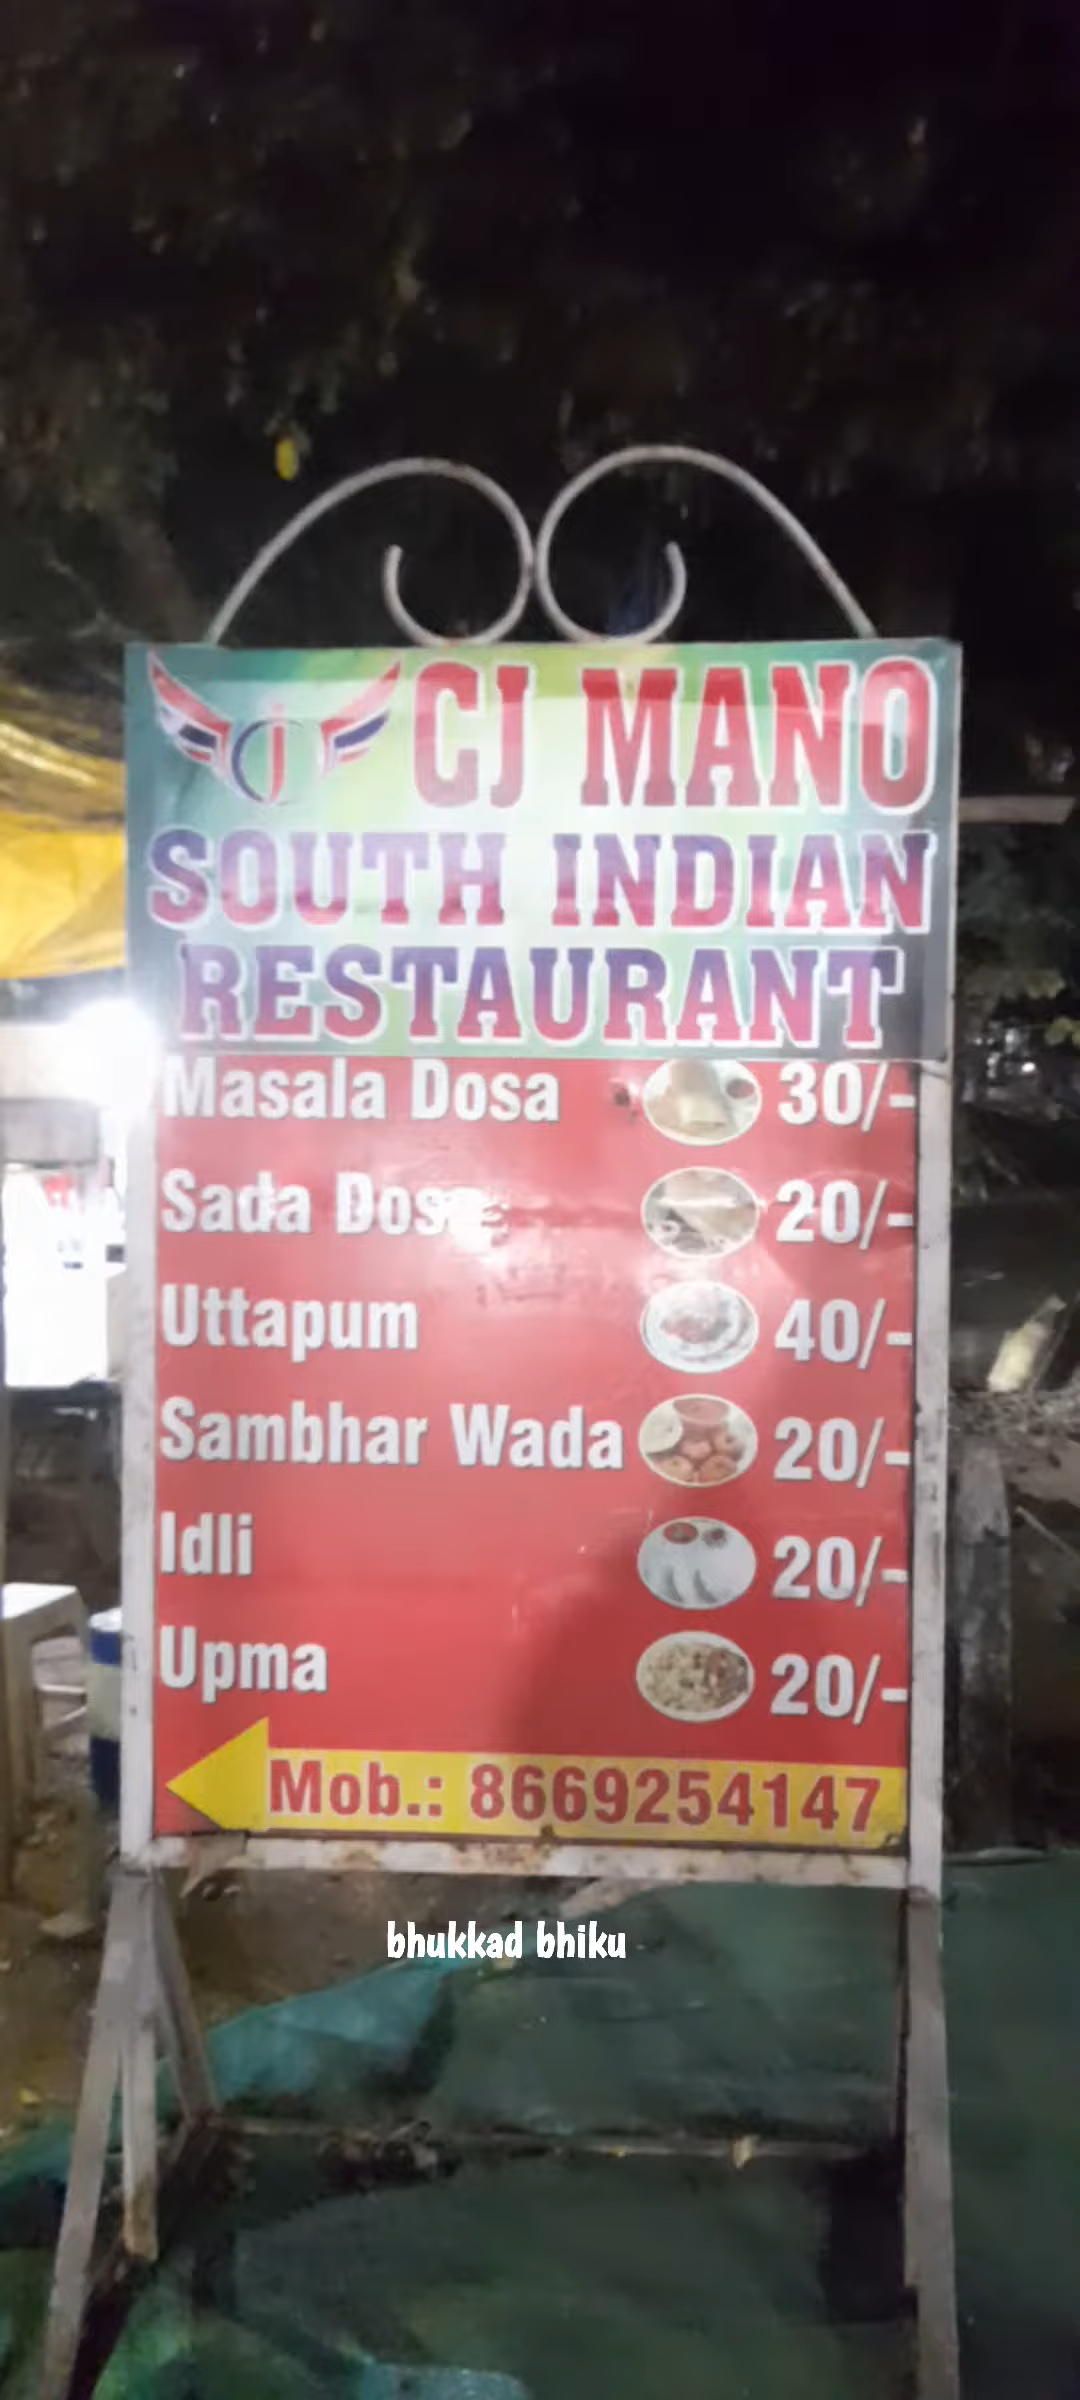 CJ MANO
SOUTH INDIAN
RESTAURANT
Masala Dosa 30/-
Sada Dosa 20/-
Uttapum 40/-
Sambhar Wada 20/-
Idli 20/-
Upma 20/-
Mob.: 8669254147
bhukkad bhiku